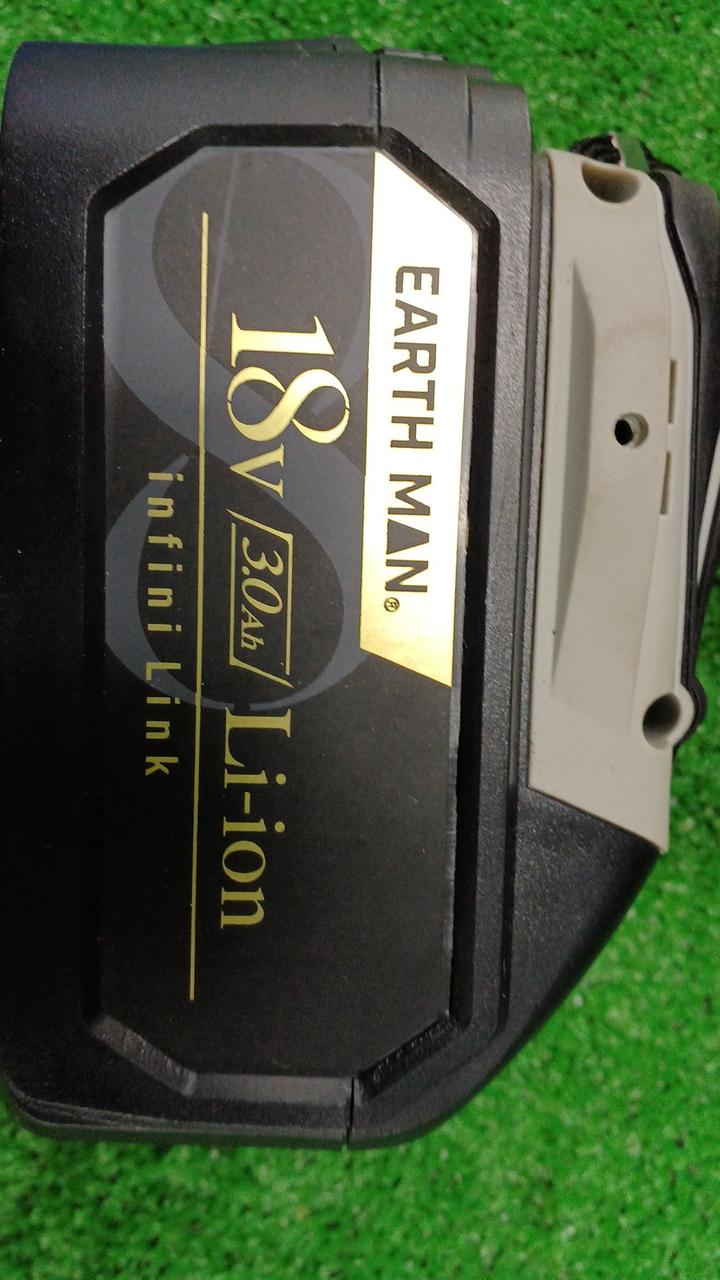 EARTH MAN®
18V 3.0Ah Li-ion
infini Link